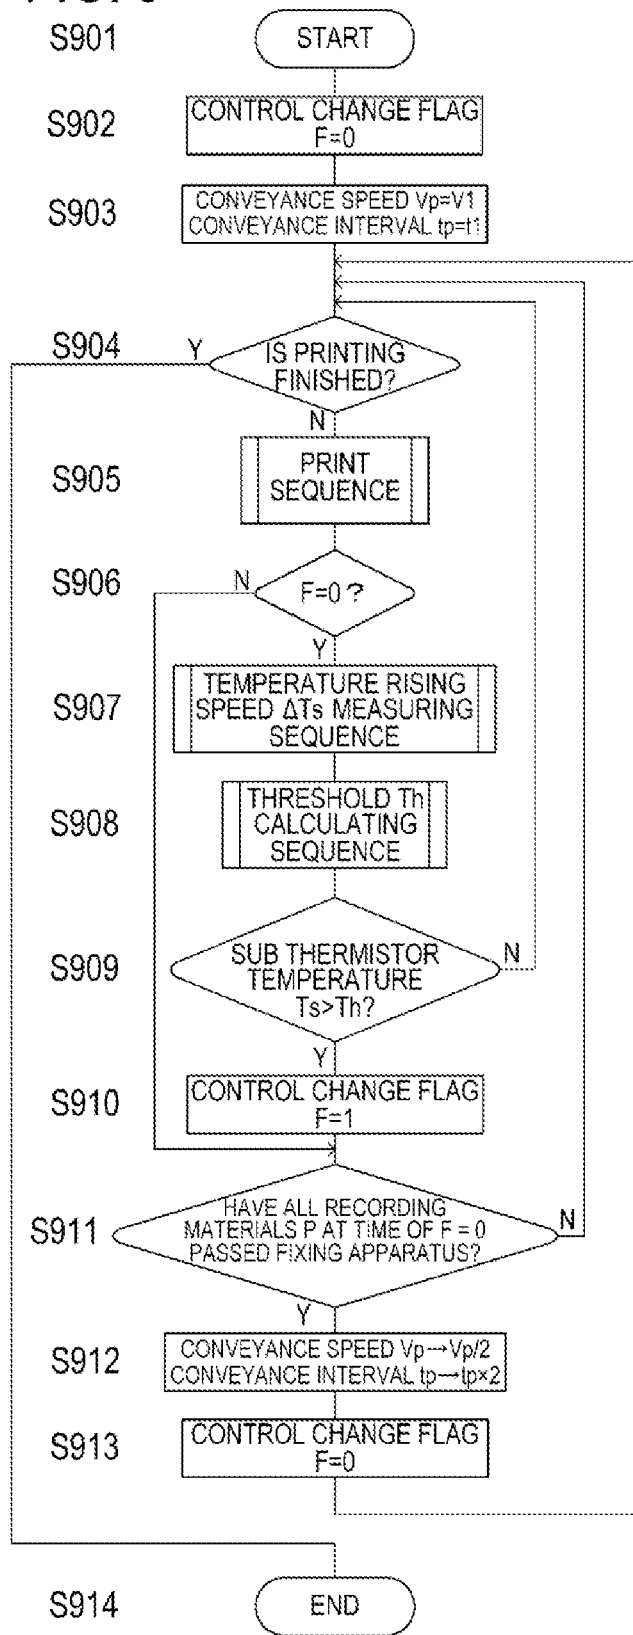 S901
START
S902
CONTROL CHANGE FLAG
F=0
S903
CONVEYANCE SPEED Vp=V1
CONVEYANCE INTERVAL tp=t1
S904
Y
IS PRINTING
FINISHED?
N
S905
PRINT
SEQUENCE
S906
N
F=0 ?
Y
S907
TEMPERATURE RISING
SPEED ΔTs MEASURING
SEQUENCE
S908
THRESHOLD Th
CALCULATING
SEQUENCE
S909
SUB THERMISTOR
TEMPERATURE
Ts>Th?
N
Y
S910
CONTROL CHANGE FLAG
F=1
S911
HAVE ALL RECORDING
MATERIALS P AT TIME OF F = 0
PASSED FIXING APPARATUS?
N
Y
S912
CONVEYANCE SPEED Vp→Vp/2
CONVEYANCE INTERVAL tp→tp×2
S913
CONTROL CHANGE FLAG
F=0
S914
END